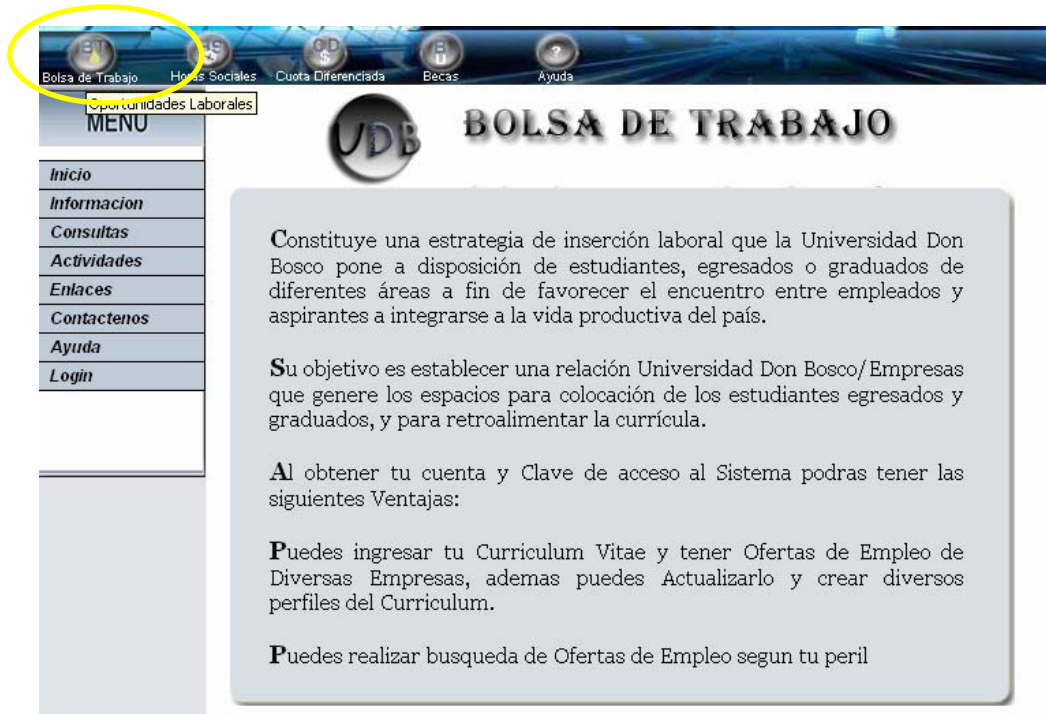 BT
HS
CD
$
B
U
?
Bolsa de Trabajo
Horas Sociales
Cuota Diferenciada
Becas
Ayuda
Oportunidades Laborales
MENU
UDB
BOLSA DE TRABAJO
Inicio
Informacion
Consultas
Actividades
Enlaces
Contactenos
Ayuda
Login
Constituye una estrategia de inserción laboral que la Universidad Don
Bosco pone a disposición de estudiantes, egresados o graduados de
diferentes áreas a fin de favorecer el encuentro entre empleados y
aspirantes a integrarse a la vida productiva del país.
Su objetivo es establecer una relación Universidad Don Bosco/Empresas
que genere los espacios para colocación de los estudiantes egresados y
graduados, y para retroalimentar la currícula.
Al obtener tu cuenta y Clave de acceso al Sistema podras tener las
siguientes Ventajas:
Puedes ingresar tu Curriculum Vitae y tener Ofertas de Empleo de
Diversas Empresas, ademas puedes Actualizarlo y crear diversos
perfiles del Curriculum.
Puedes realizar busqueda de Ofertas de Empleo segun tu peril